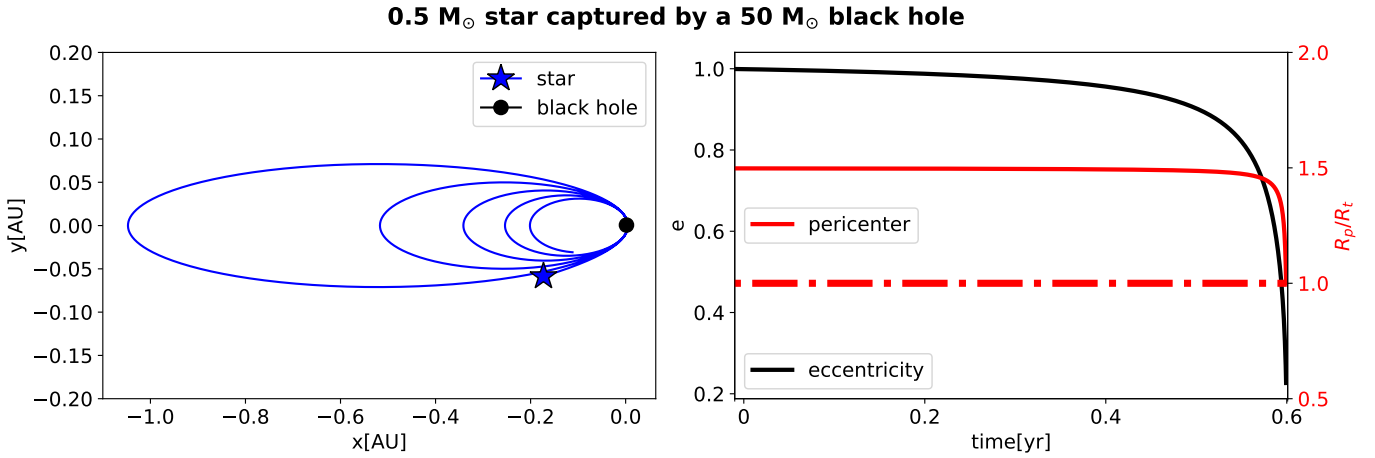 0.5 M☉ star captured by a 50 M☉ black hole
0.20
0.15
0.10
0.05
0.00
−0.05
−0.10
−0.15
−0.20
y[AU]
−1.0
−0.8
−0.6
−0.4
−0.2
0.0
x[AU]
star
black hole
1.0
0.8
0.6
0.4
0.2
e
pericenter
eccentricity
0
0.2
0.4
0.6
time[yr]
2.0
1.5
1.0
0.5
Rp/Rt